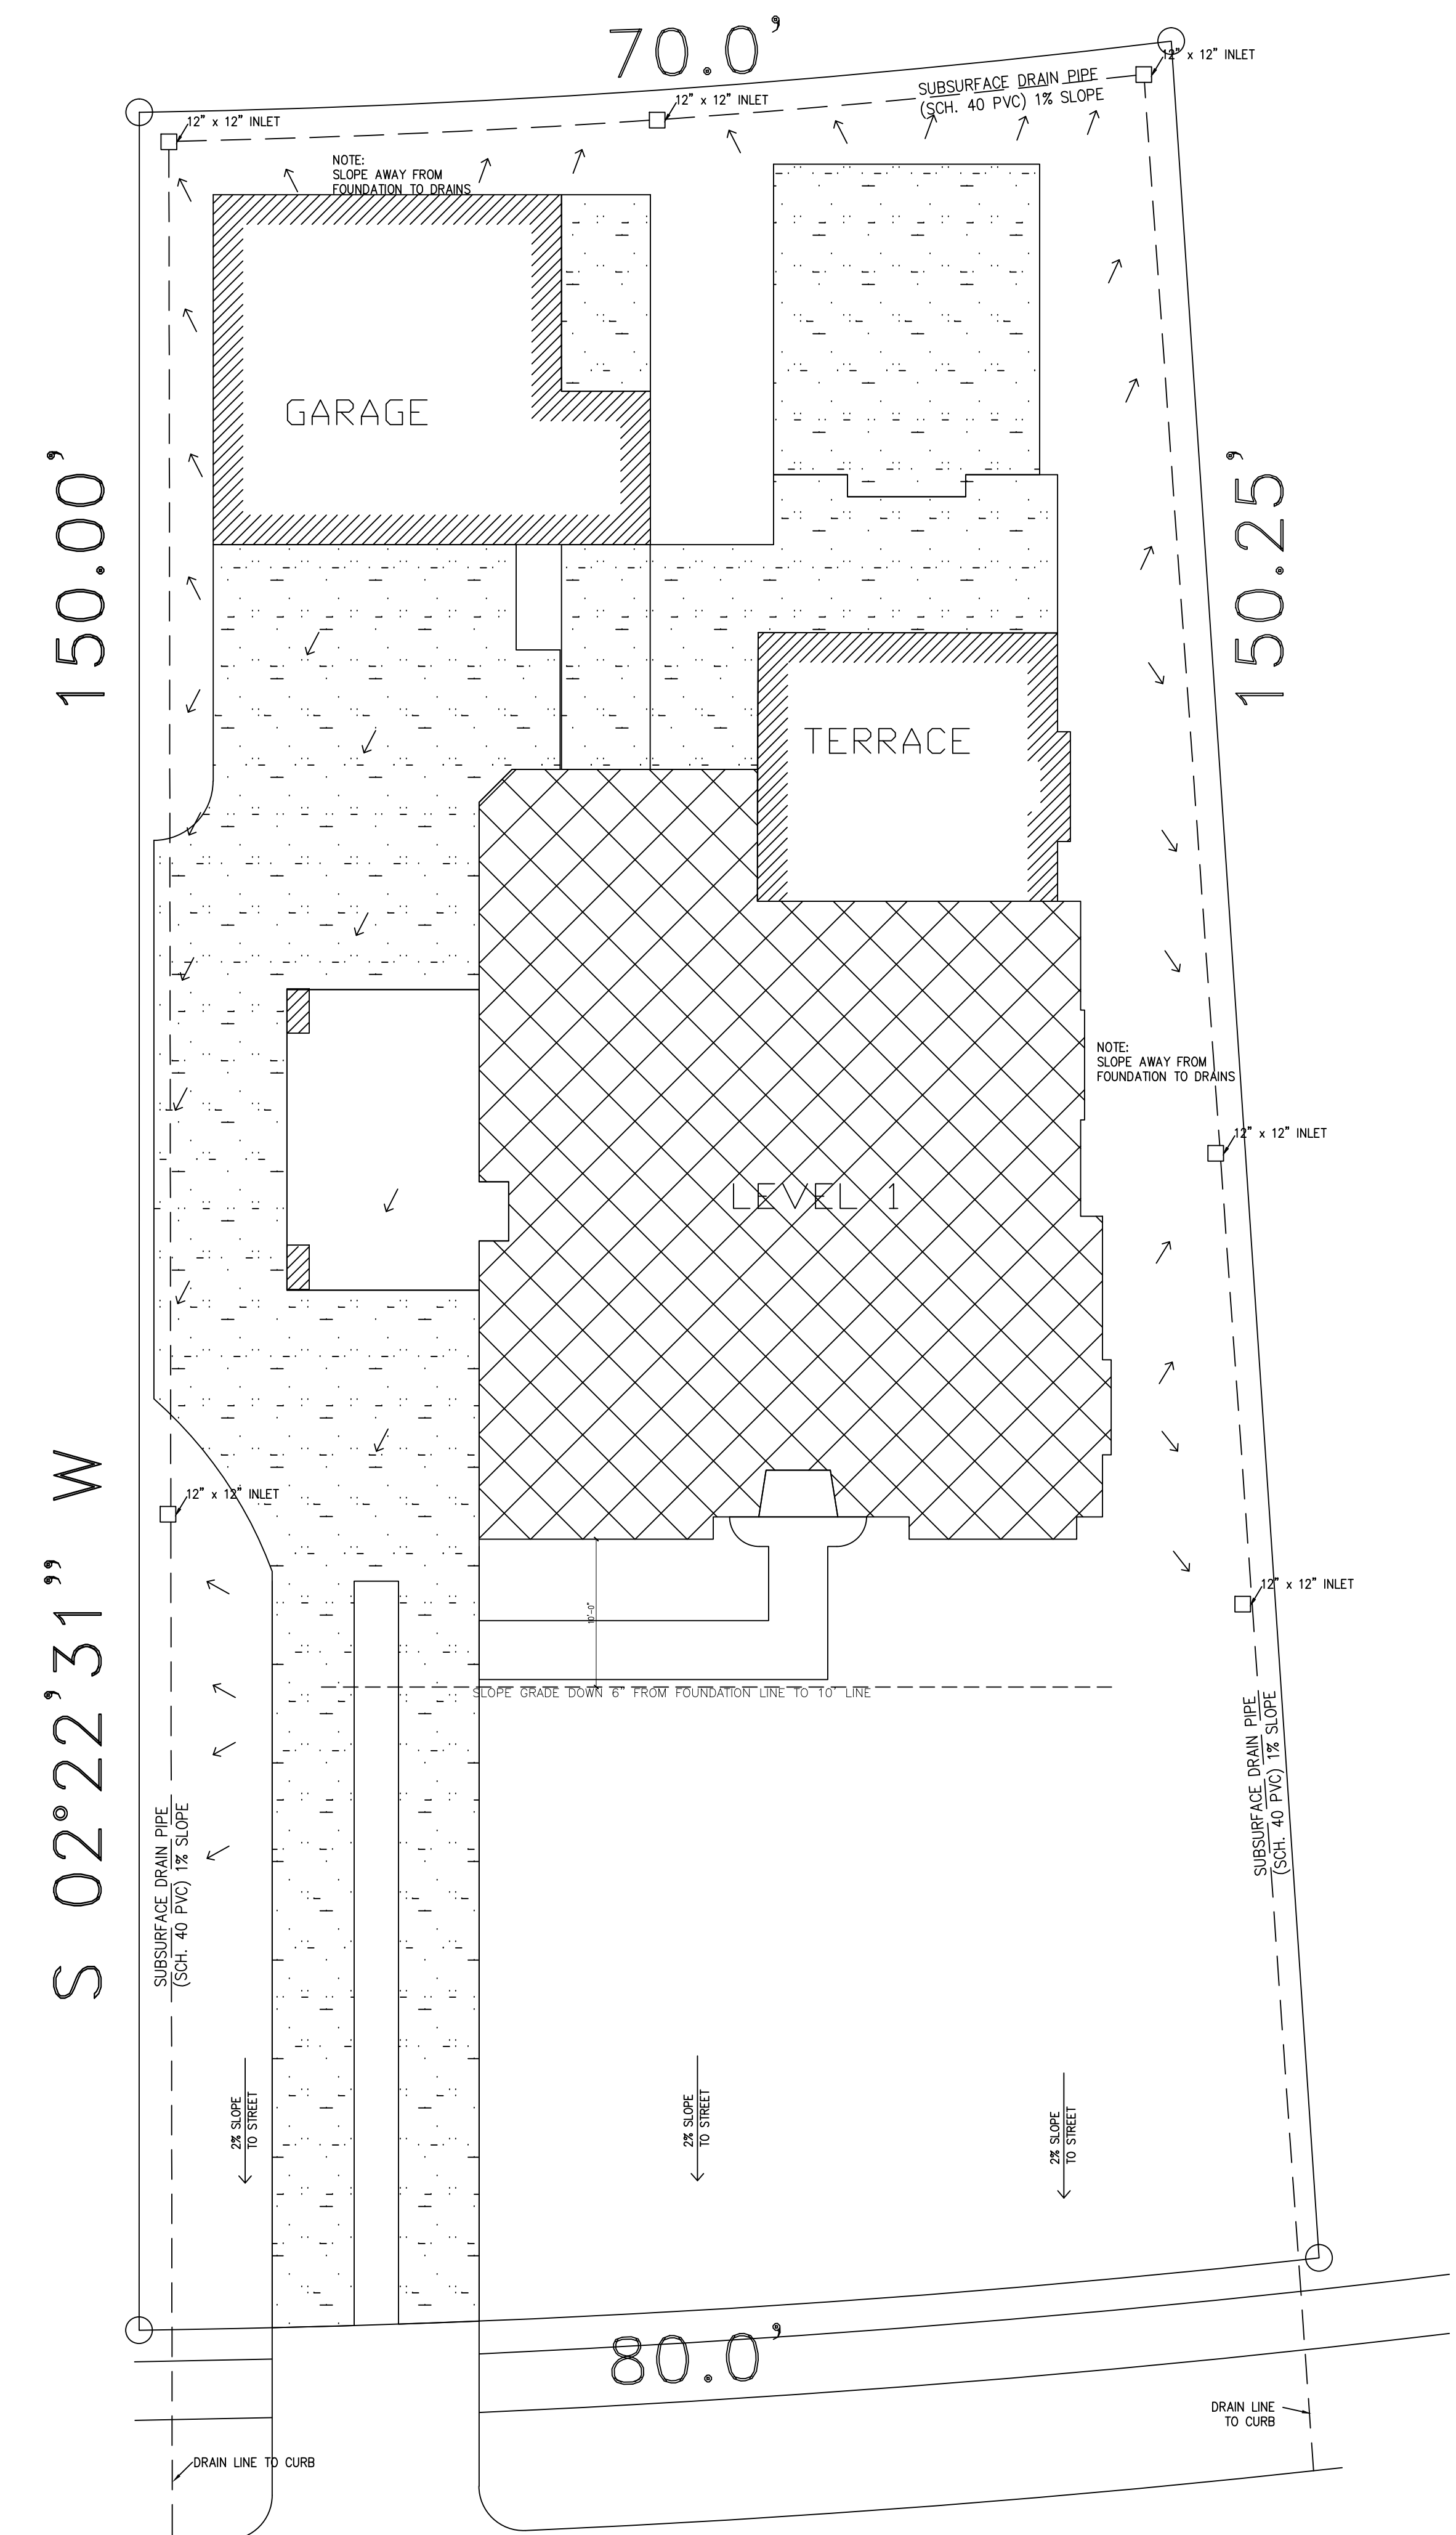 70.0'
12" x 12" INLET
SUBSURFACE DRAIN PIPE
(SCH. 40 PVC) 1% SLOPE
12" x 12" INLET
12" x 12" INLET
NOTE:
SLOPE AWAY FROM
FOUNDATION TO DRAINS
GARAGE
150.00'
150.25'
TERRACE
NOTE:
SLOPE AWAY FROM
FOUNDATION TO DRAINS
12" x 12" INLET
LEVEL 1
S 02°22'31" W
12" x 12" INLET
12" x 12" INLET
10'-0"
SLOPE GRADE DOWN 6" FROM FOUNDATION LINE TO 10' LINE
SUBSURFACE DRAIN PIPE
(SCH. 40 PVC) 1% SLOPE
SUBSURFACE DRAIN PIPE
(SCH. 40 PVC) 1% SLOPE
2% SLOPE
TO STREET
2% SLOPE
TO STREET
2% SLOPE
TO STREET
80.0'
DRAIN LINE
TO CURB
DRAIN LINE TO CURB